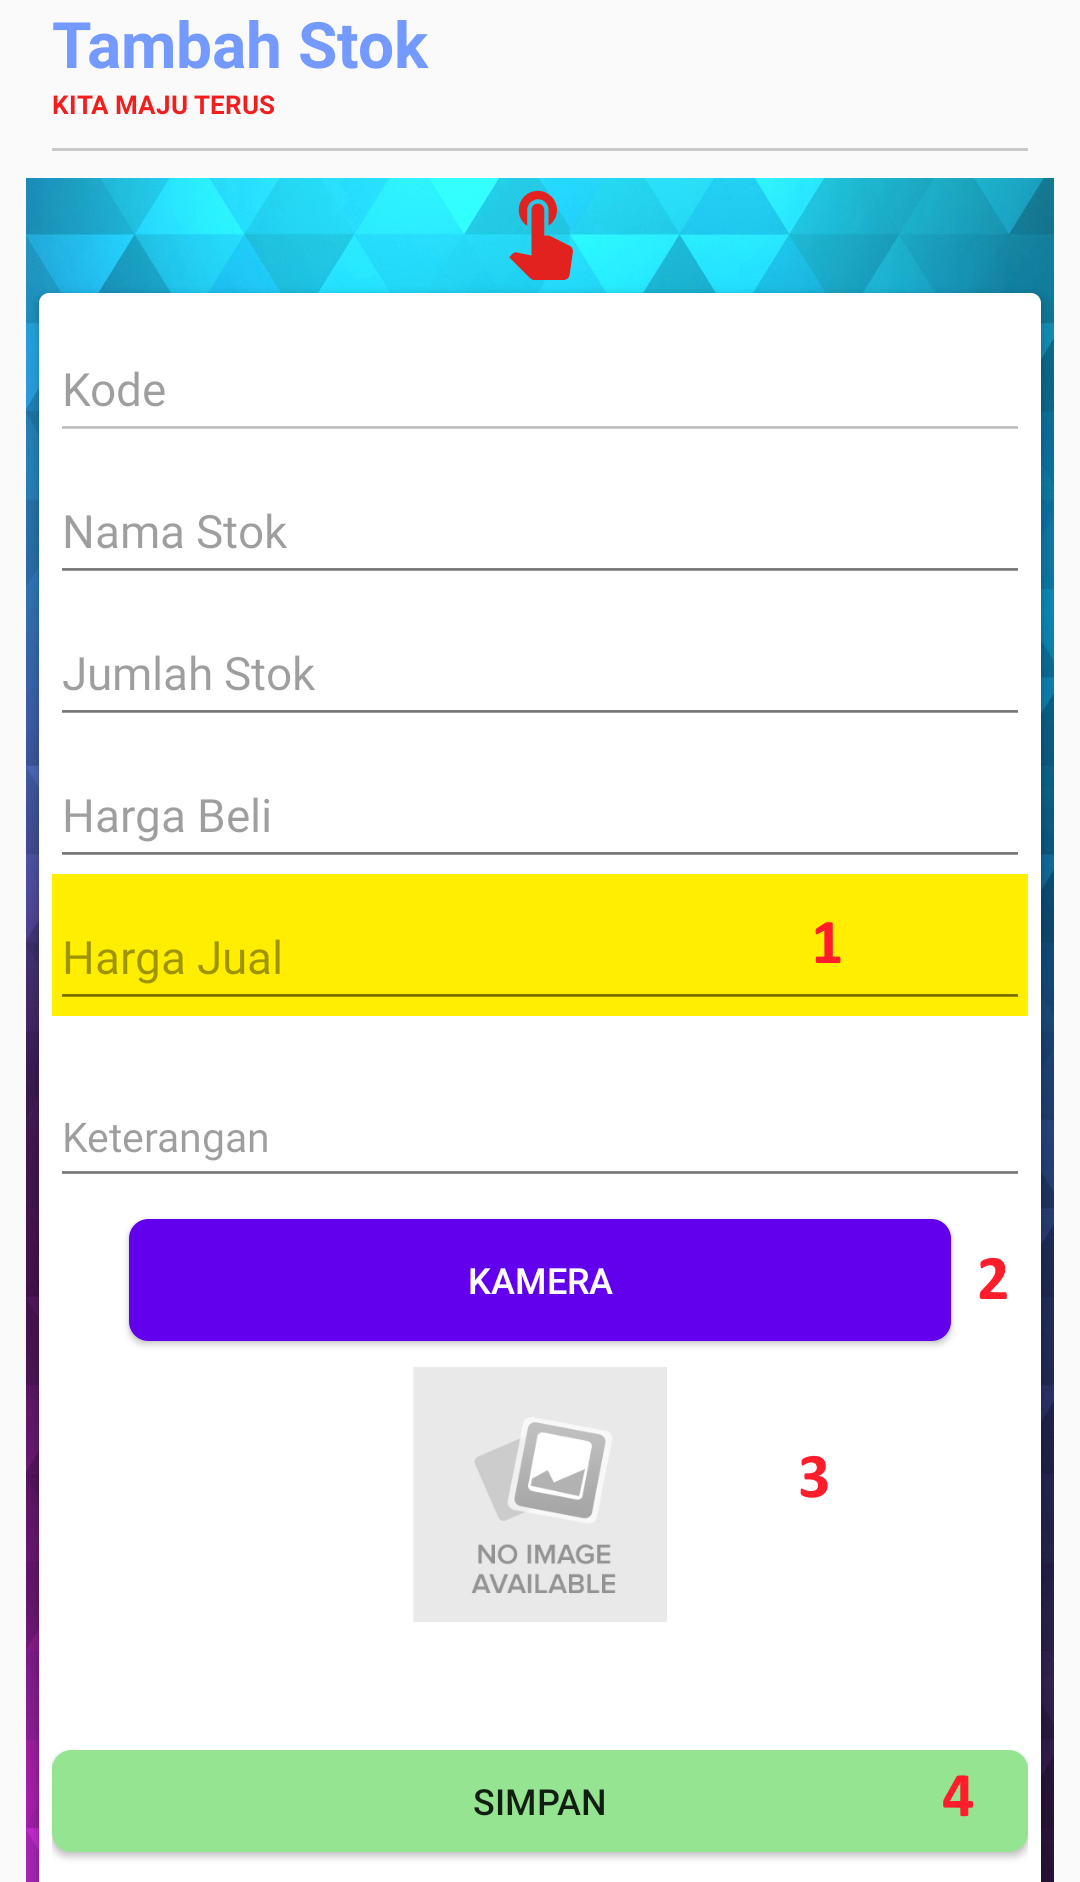 Tambah Stok
KITA MAJU TERUS
Kode
Nama Stok
Jumlah Stok
Harga Beli
Harga Jual 1
Keterangan
KAMERA 2
3
NO IMAGE
AVAILABLE
SIMPAN 4